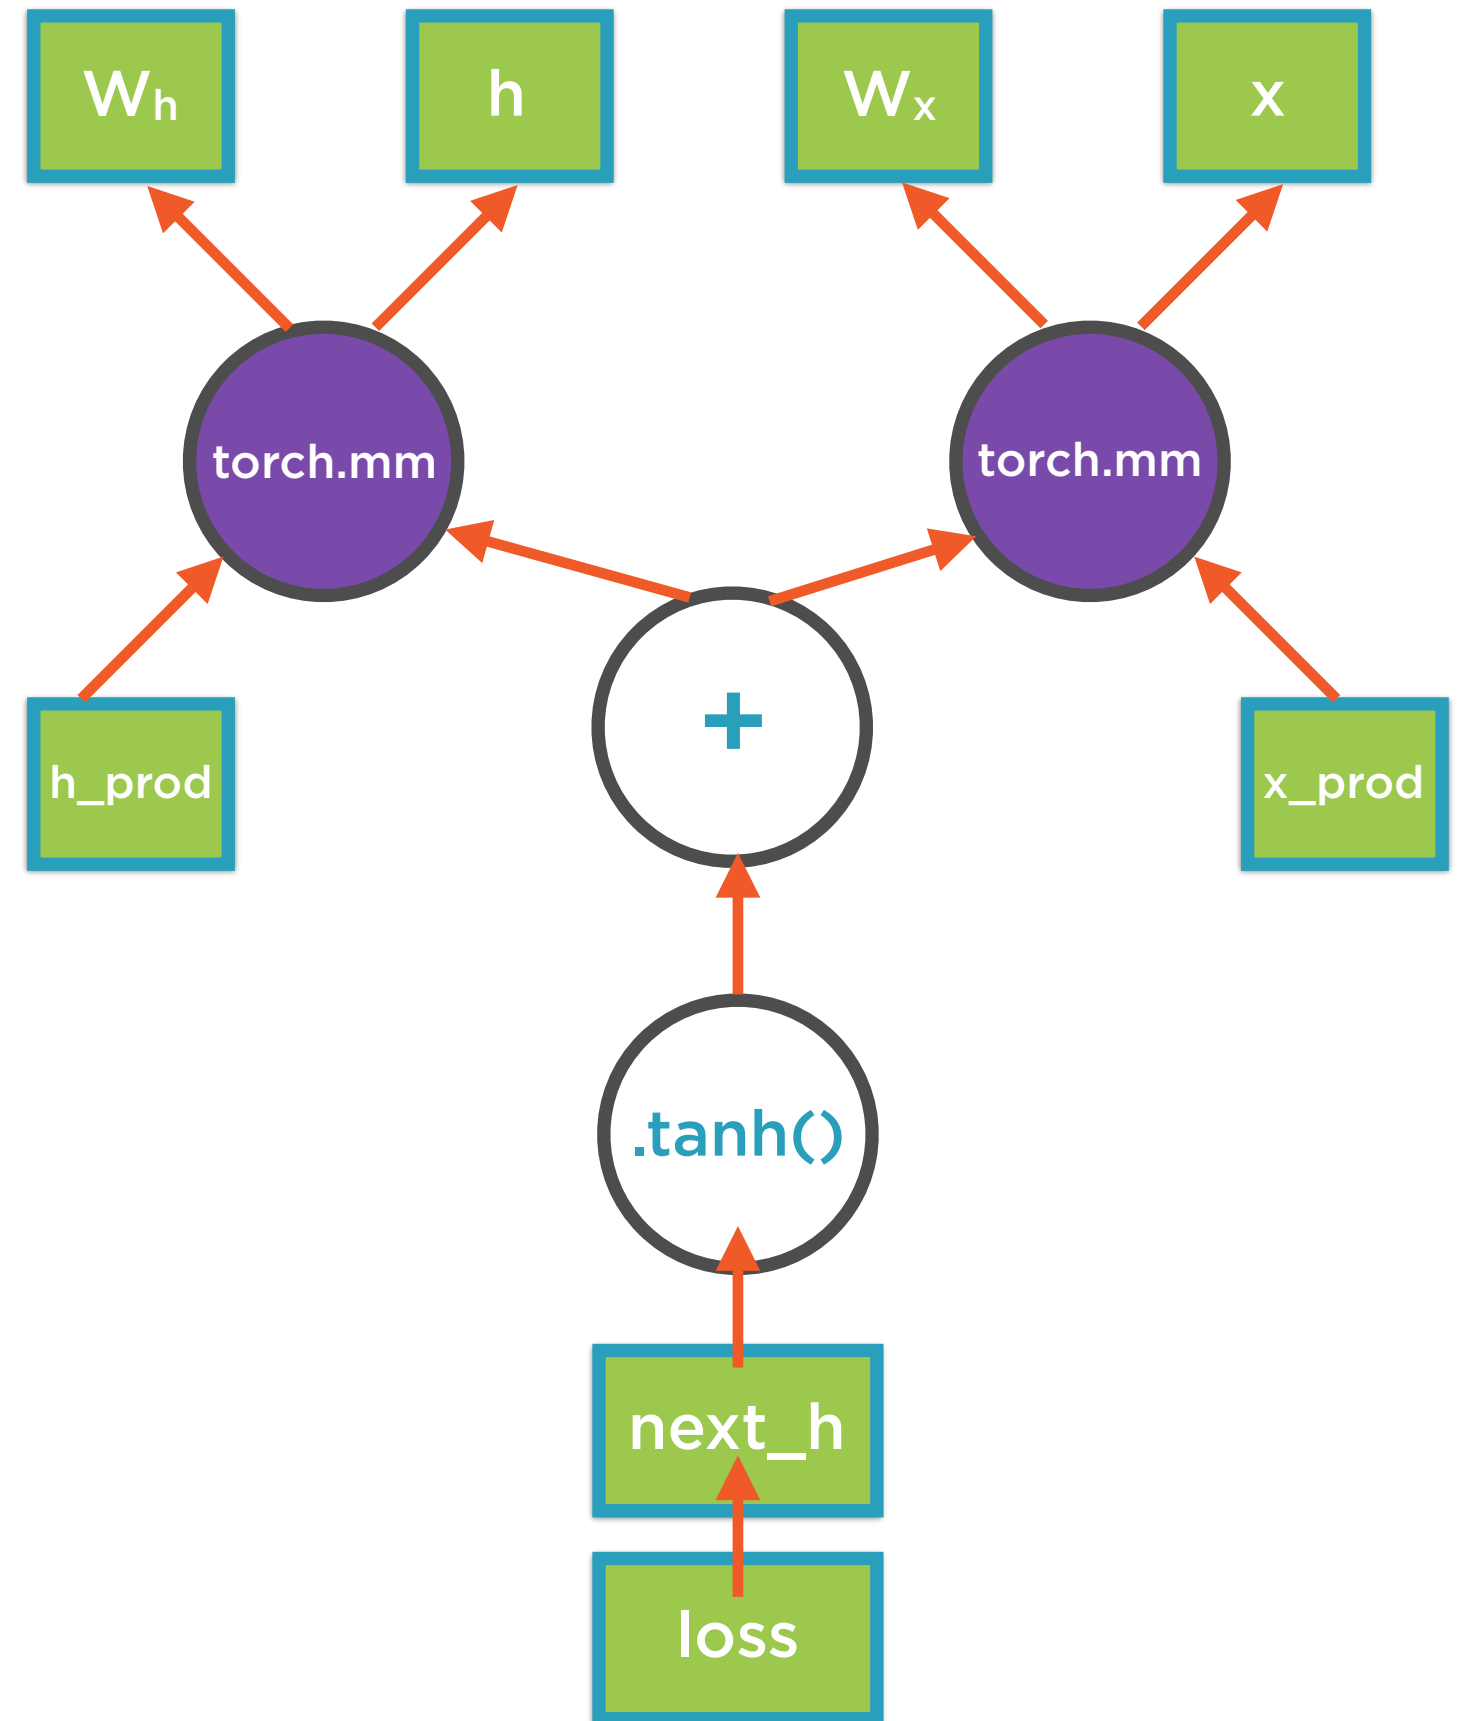 Wh
h
Wx
x
torch.mm
torch.mm
+
h_prod
x_prod
.tanh()
next_h
loss